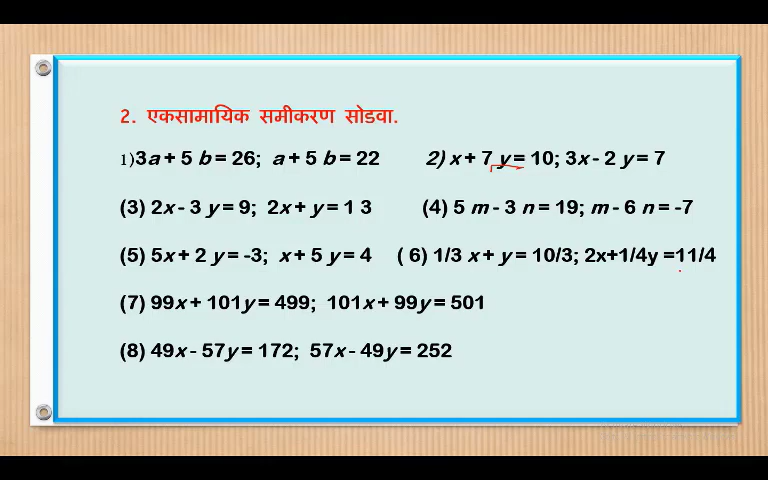 2. एकसामायिक समीकरण सोडवा.
1)3a + 5 b = 26; a + 5 b = 22 2) x + 7 y = 10; 3x - 2 y = 7
(3) 2x - 3 y = 9; 2x + y = 1 3 (4) 5 m - 3 n = 19; m - 6 n = -7
(5) 5x + 2 y = -3; x + 5 y = 4 ( 6) 1/3 x + y = 10/3; 2x+1/4y =11/4
(7) 99x + 101y = 499; 101x + 99y = 501
(8) 49x - 57y = 172; 57x - 49y = 252